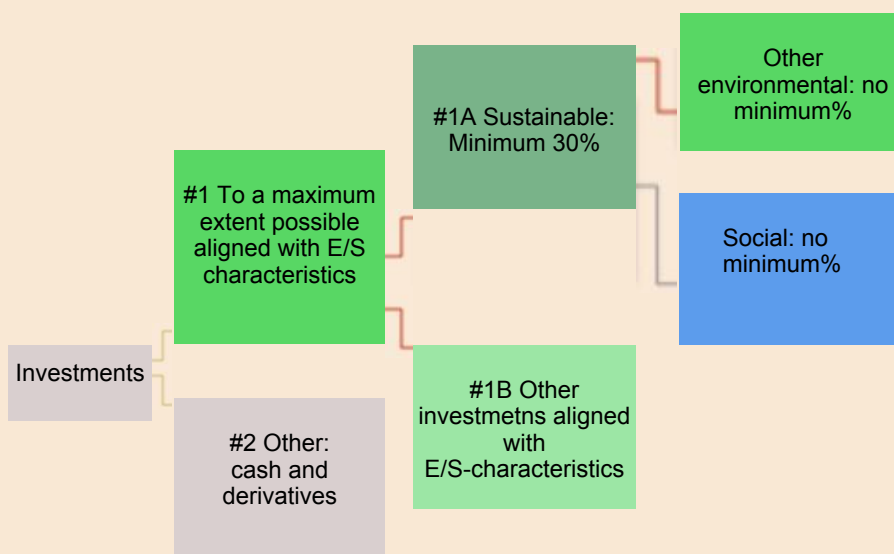 Investments
#1 To a maximum
extent possible
aligned with E/S
characteristics
#2 Other:
cash and
derivatives
#1A Sustainable:
Minimum 30%
#1B Other
investmetns aligned
with
E/S-characteristics
Other
environmental: no
minimum%
Social: no
minimum%